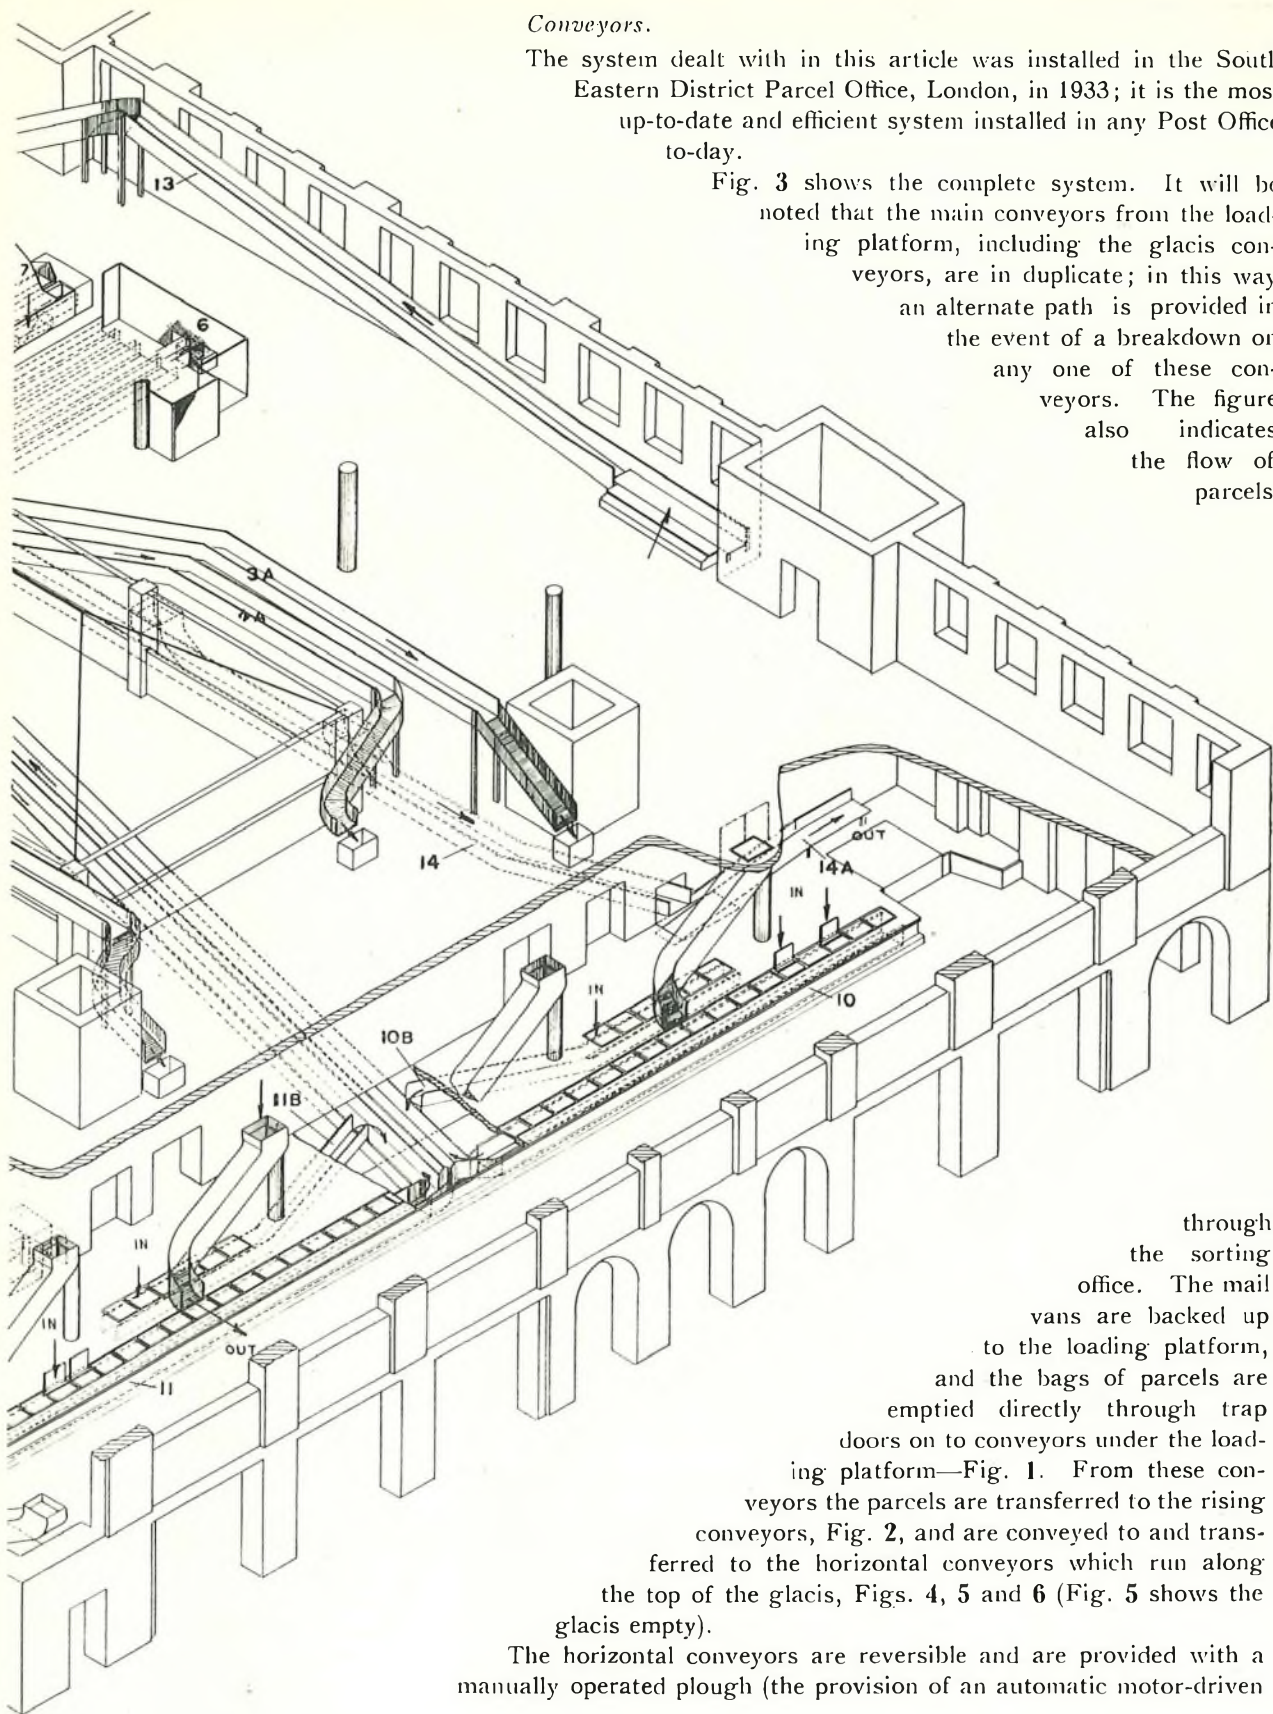 Conveyors.
The system dealt with in this article was installed in the South
Eastern District Parcel Office, London, in 1933; it is the mos
up-to-date and efficient system installed in any Post Offic
to-day.
Fig. 3 shows the complete system. It will be
noted that the main conveyors from the load-
ing platform, including the glacis con-
veyors, are in duplicate; in this way
an alternate path is provided in
the event of a breakdown on
any one of these con-
veyors. The figure
also indicates
the flow of
parcels
13
7
6
3A
2A
14
OUT
14A
IN
IN
10
10B
11B
IN
IN
OUT
11
through
the sorting
office. The mail
vans are backed up
to the loading platform,
and the bags of parcels are
emptied directly through trap
doors on to conveyors under the load-
ing platform—Fig. 1. From these con-
veyors the parcels are transferred to the rising
conveyors, Fig. 2, and are conveyed to and trans-
ferred to the horizontal conveyors which run along
the top of the glacis, Figs. 4, 5 and 6 (Fig. 5 shows the
glacis empty).
The horizontal conveyors are reversible and are provided with a
manually operated plough (the provision of an automatic motor-driven